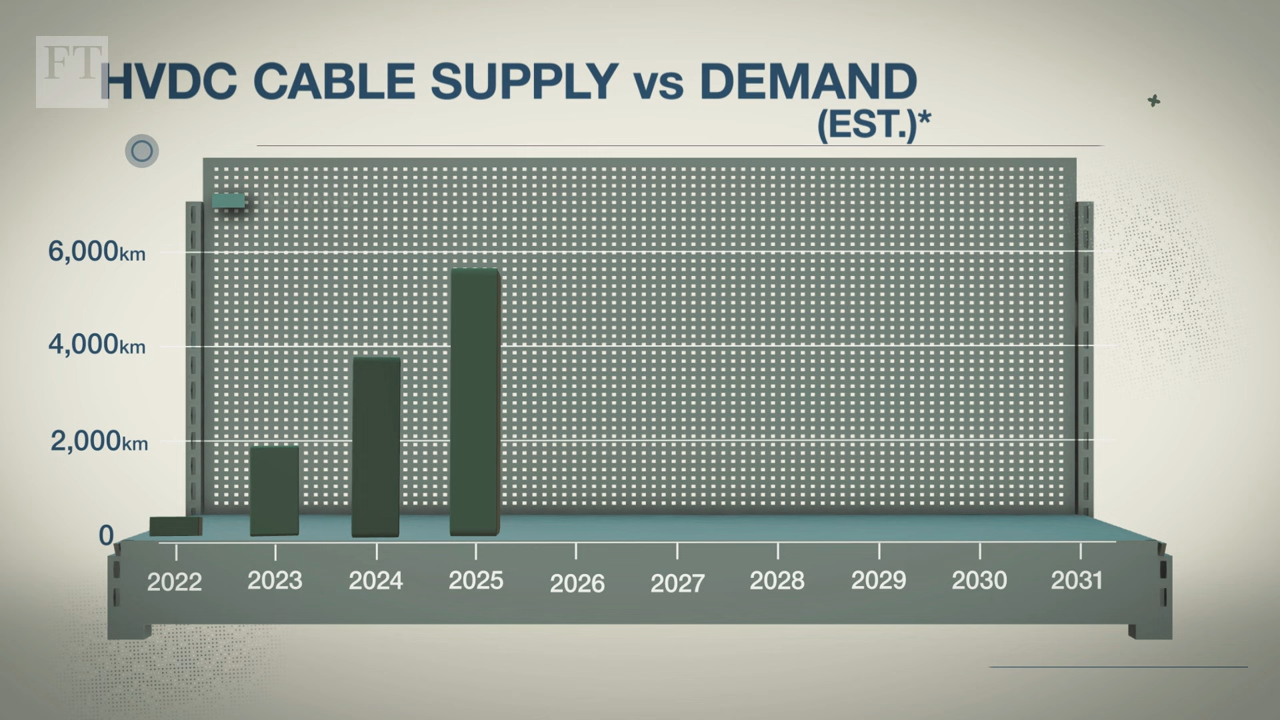 FT
HVDC CABLE SUPPLY vs DEMAND
(EST.)*
6,000km
4,000km
2,000km
0
2022 2023 2024 2025 2026 2027 2028 2029 2030 2031